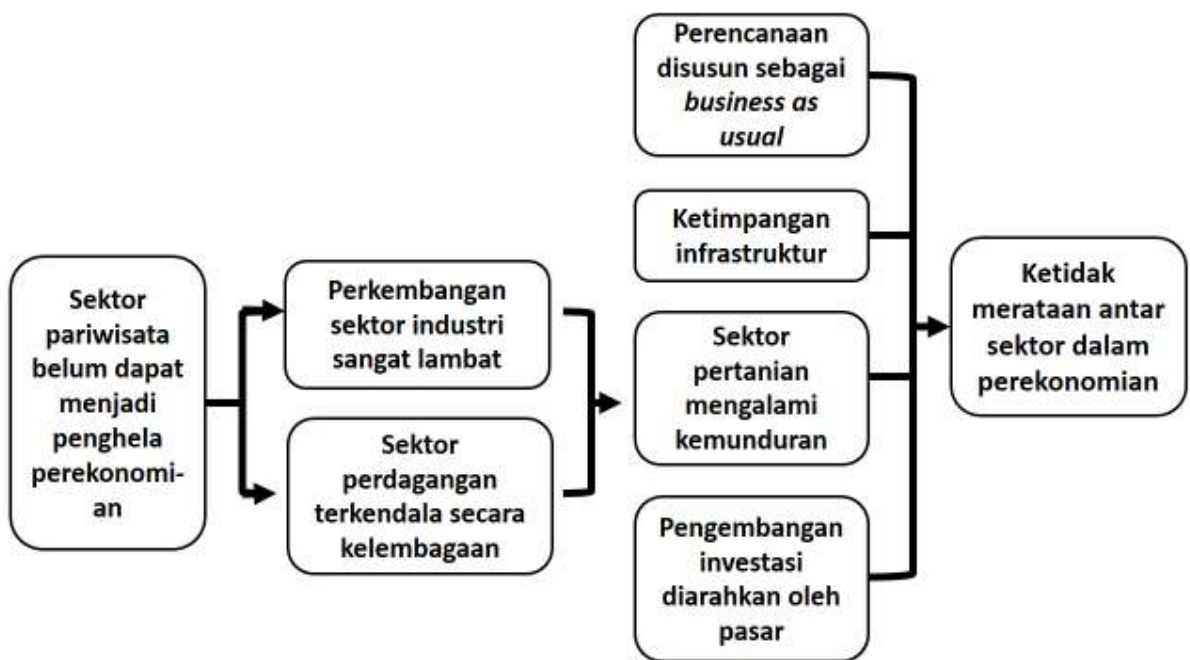 Sektor
pariwisata
belum dapat
menjadi
penghela
perekonomi-
an
Perkembangan
sektor industri
sangat lambat
Sektor
perdagangan
terkendala secara
kelembagaan
Perencanaan
disusun sebagai
business as
usual
Ketimpangan
infrastruktur
Sektor
pertanian
mengalami
kemunduran
Pengembangan
investasi
diarahkan oleh
pasar
Ketidak
merataan antar
sektor dalam
perekonomian